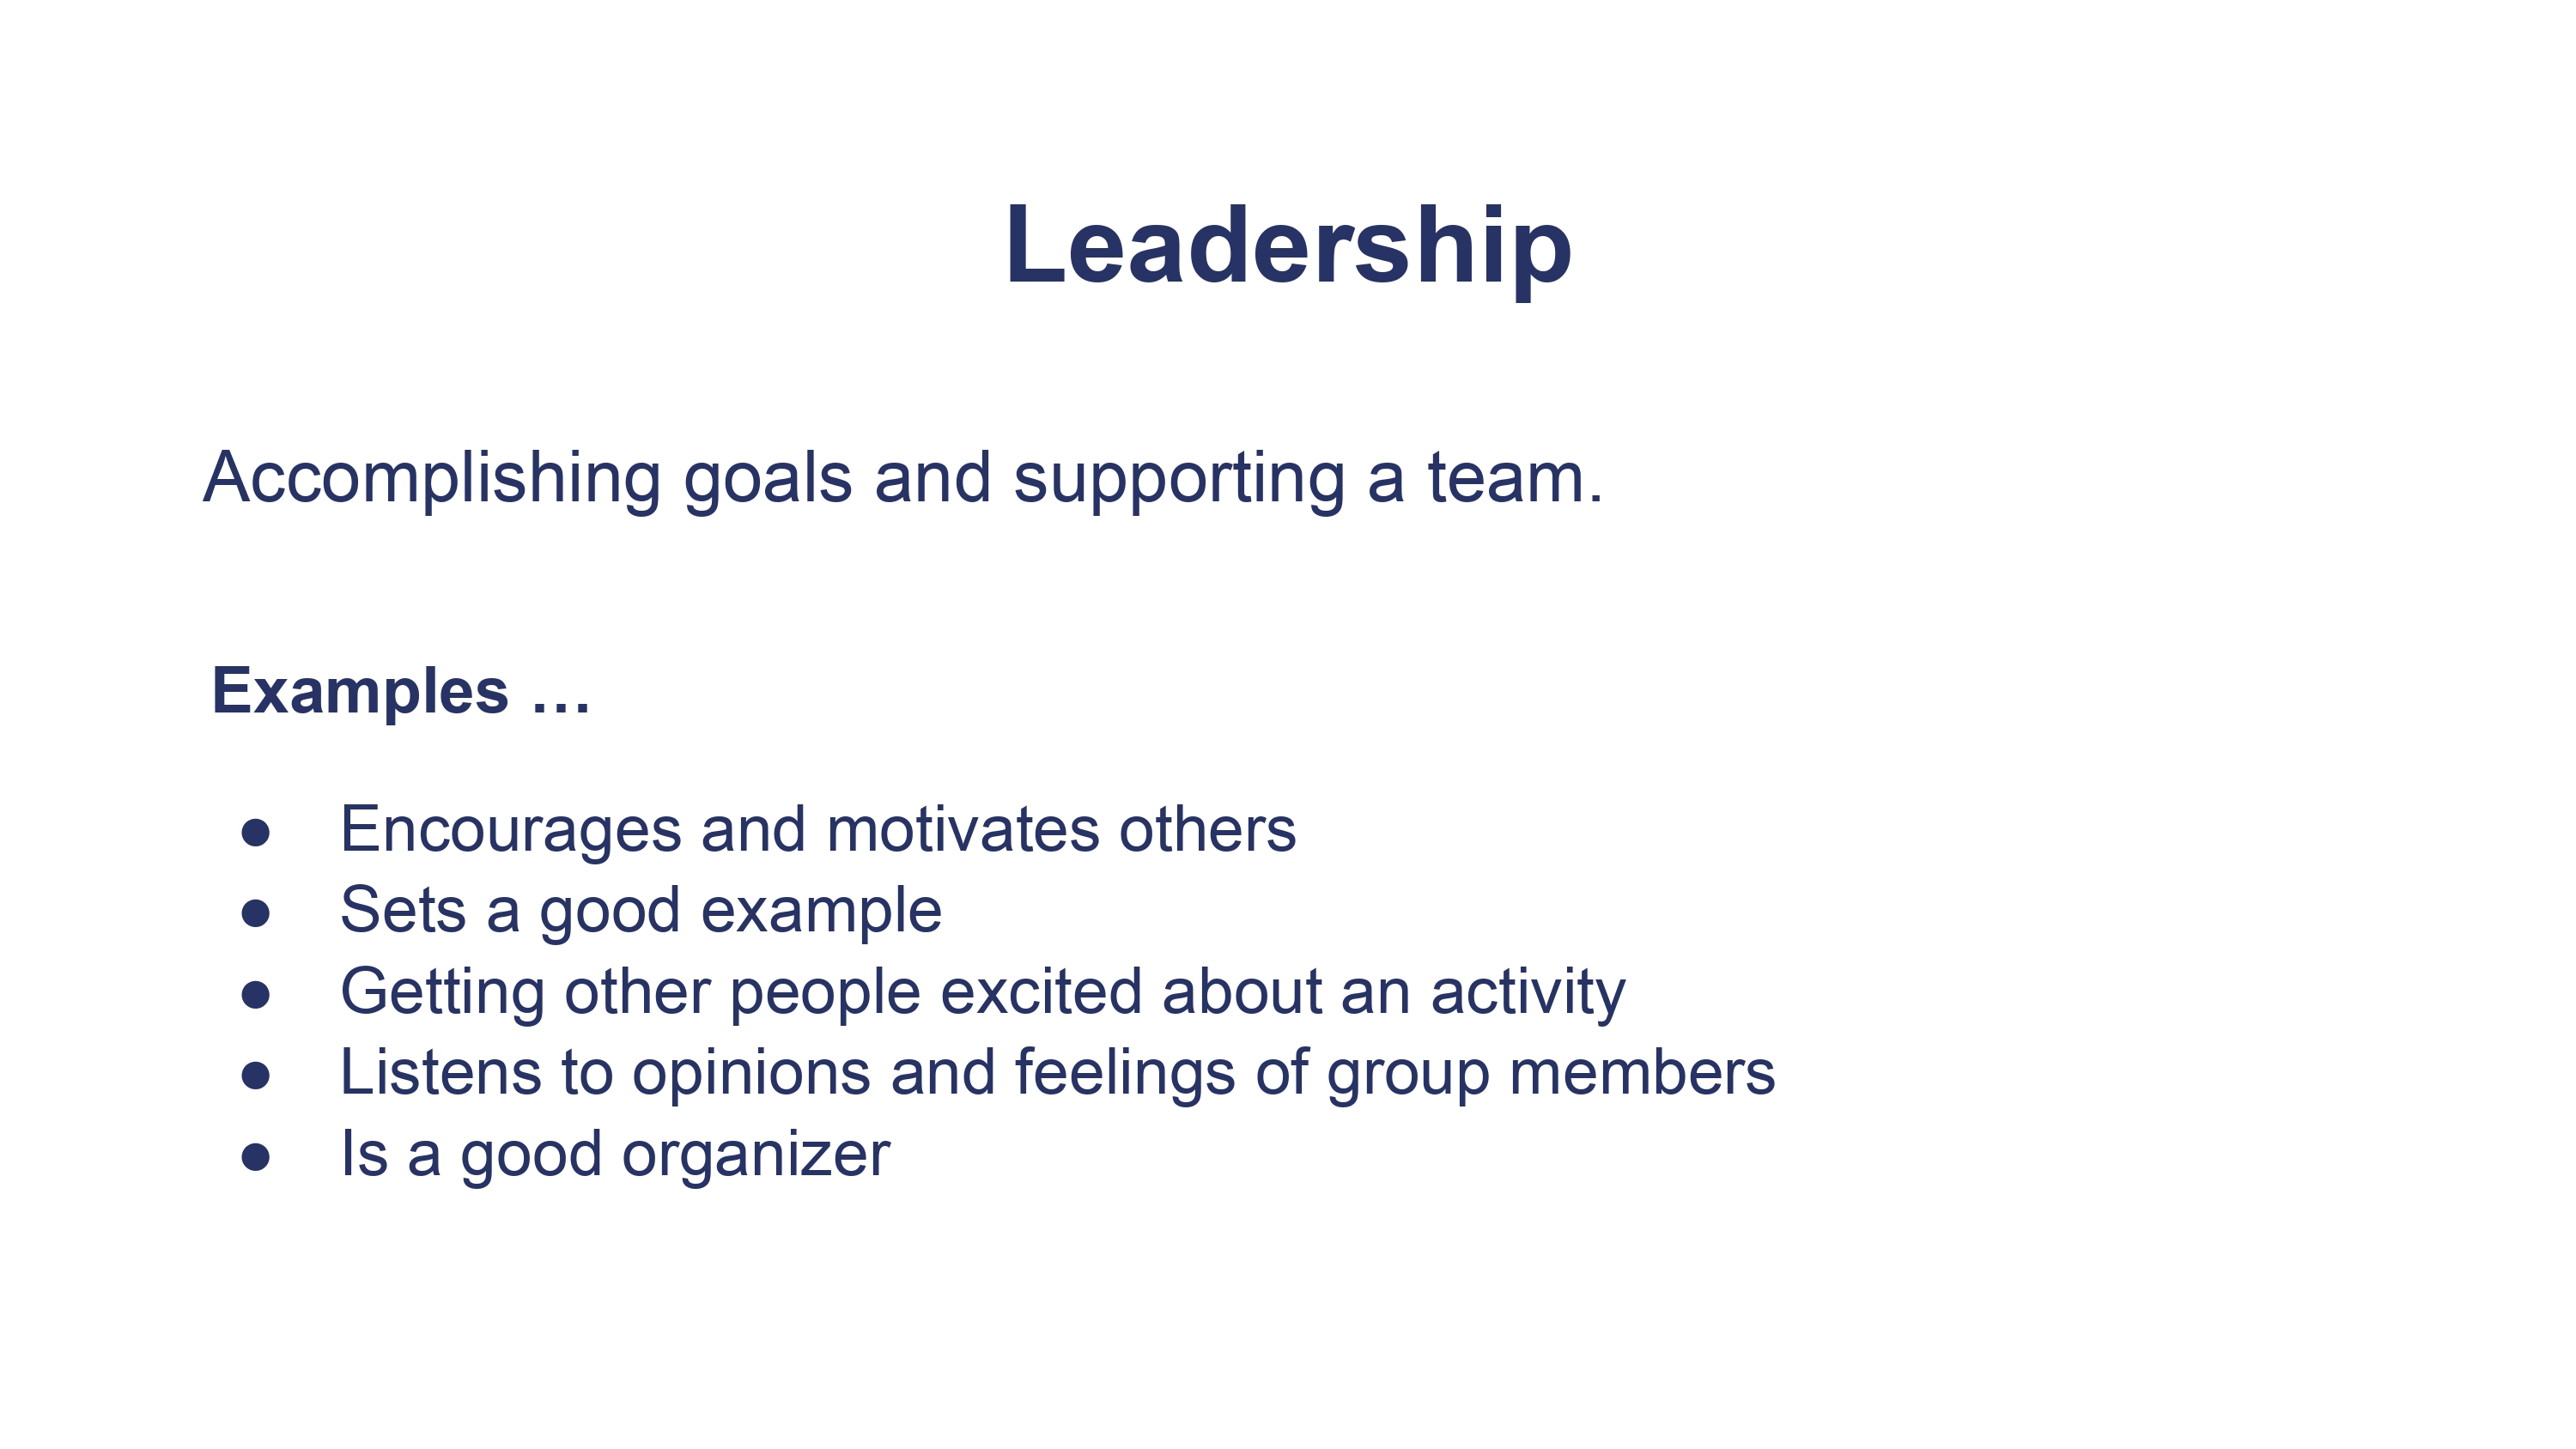 Leadership
Accomplishing goals and supporting a team.
Examples …
● Encourages and motivates others
● Sets a good example
● Getting other people excited about an activity
● Listens to opinions and feelings of group members
● Is a good organizer